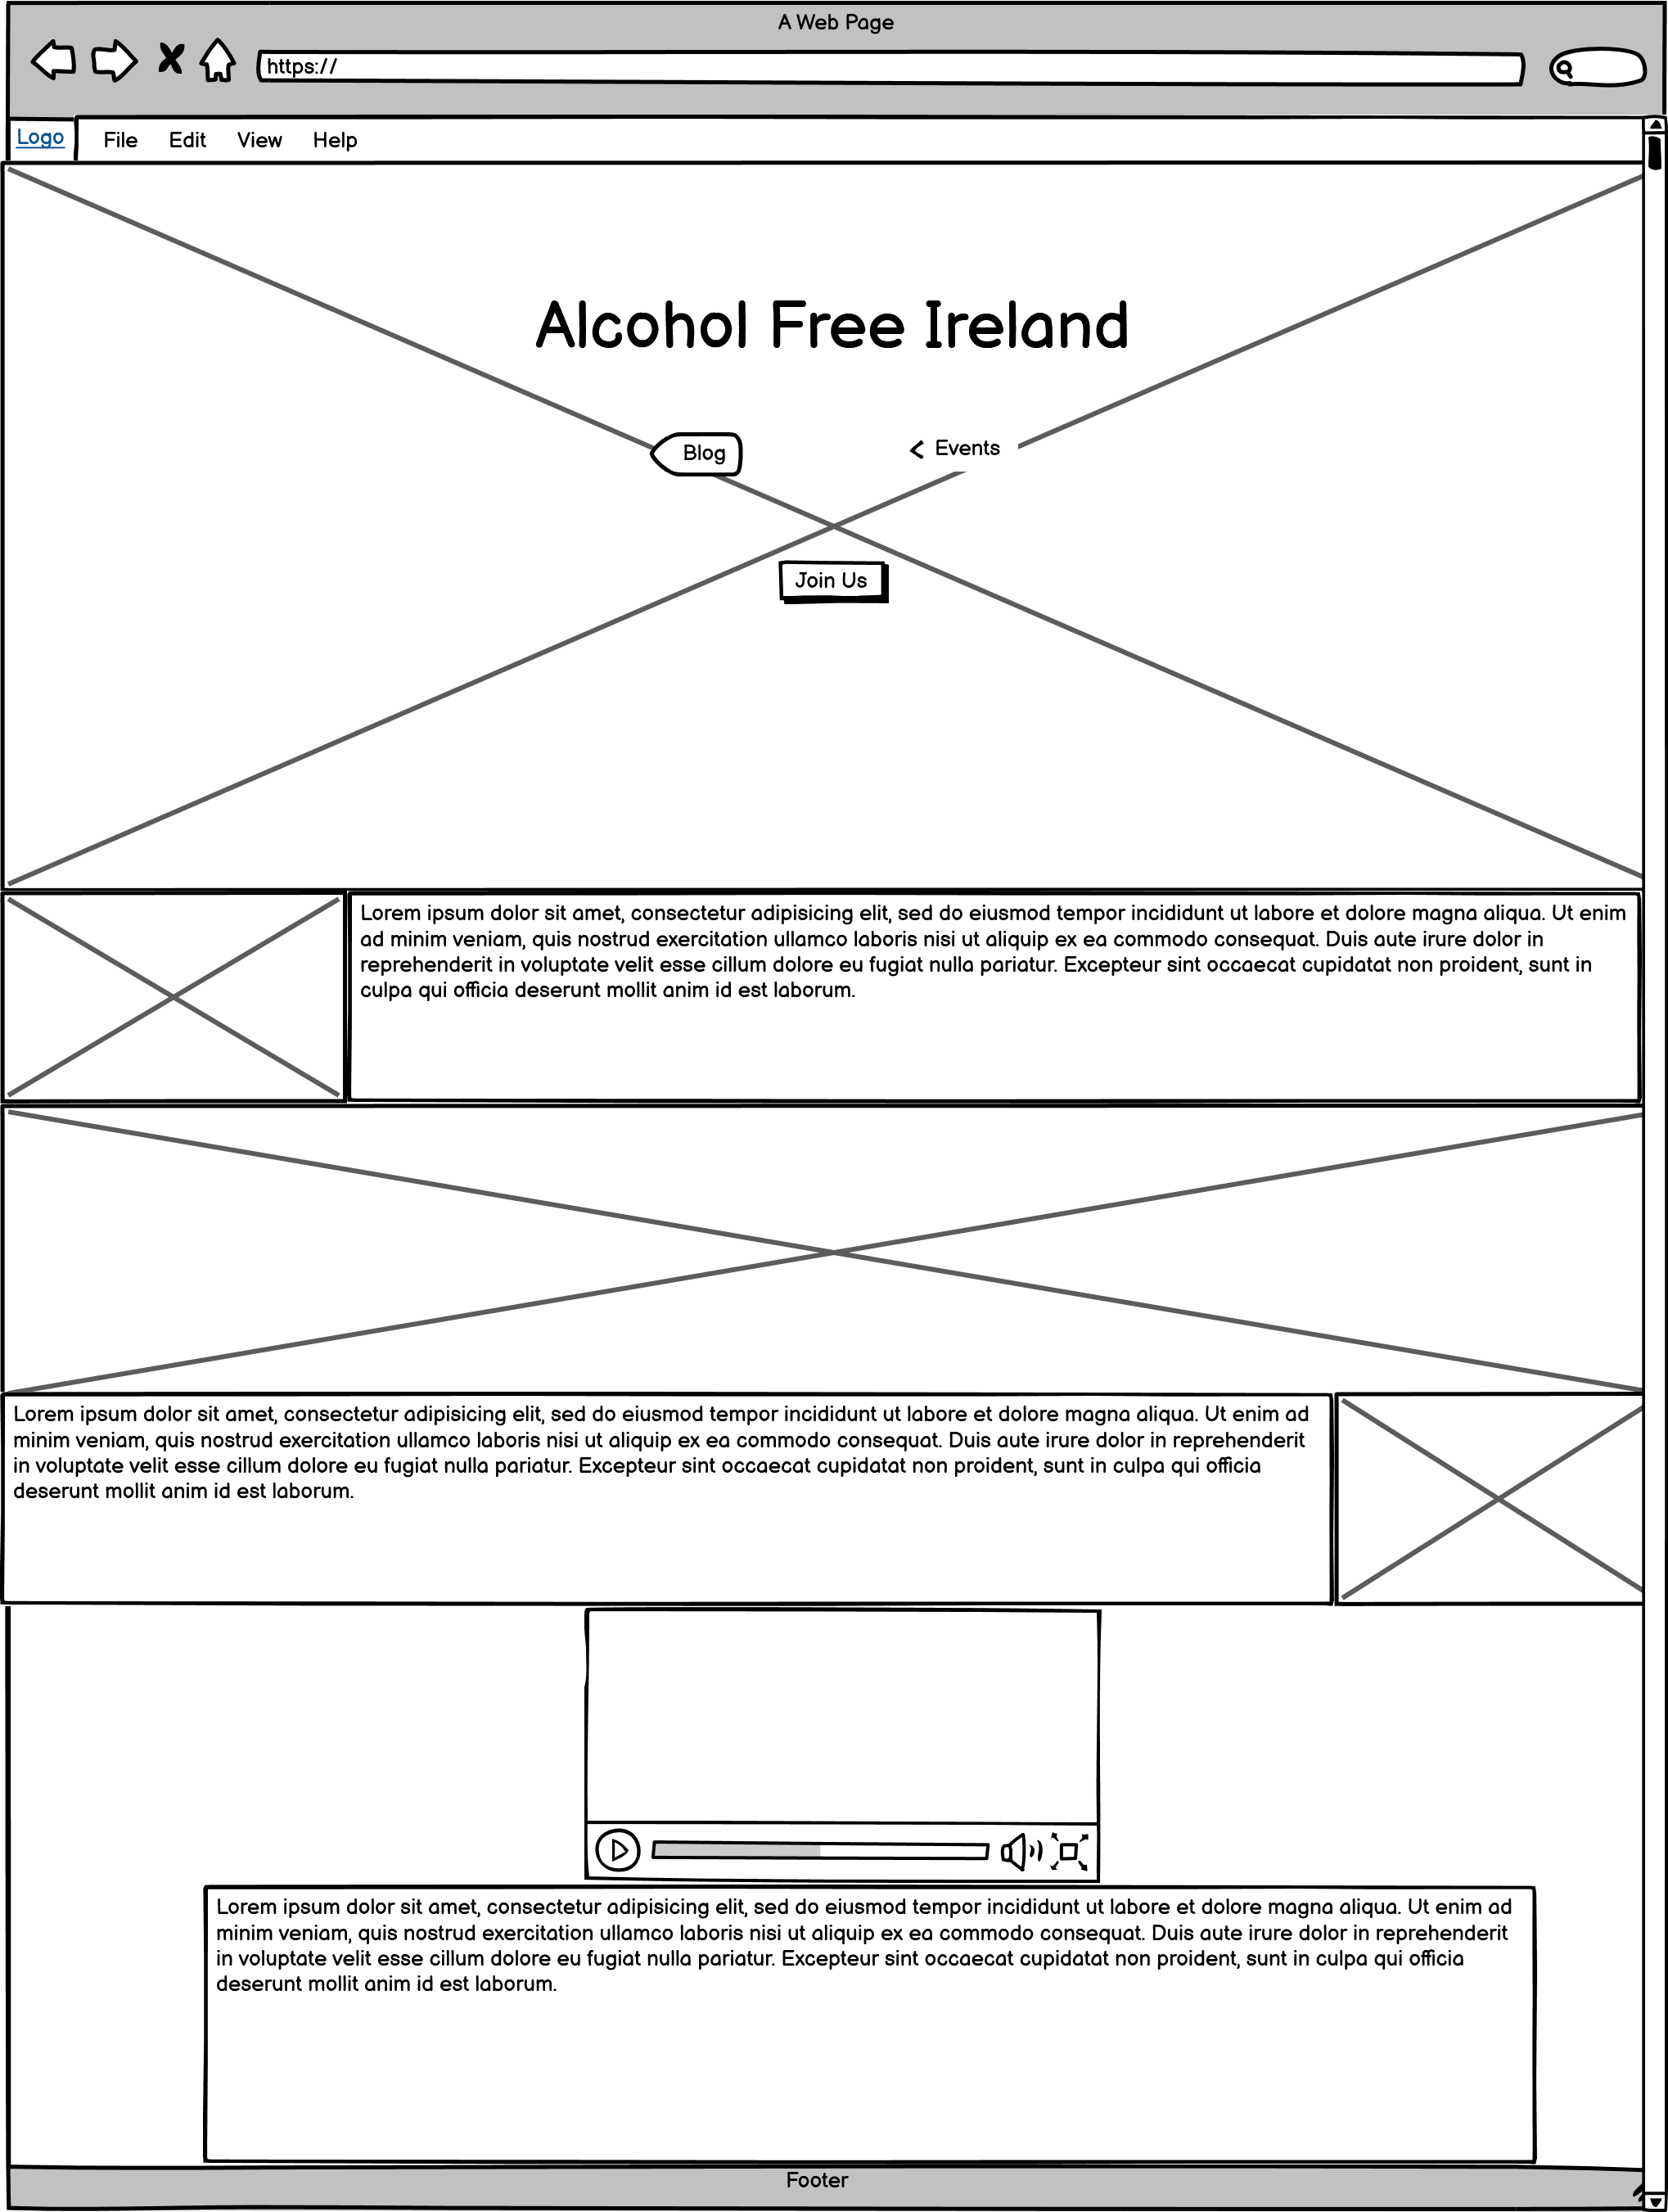 A Web Page
https://
Logo File Edit View Help
Alcohol Free Ireland
Blog
Events
Join Us
Lorem ipsum dolor sit amet, consectetur adipisicing elit, sed do eiusmod tempor incididunt ut labore et dolore magna aliqua. Ut enim
ad minim veniam, quis nostrud exercitation ullamco laboris nisi ut aliquip ex ea commodo consequat. Duis aute irure dolor in
reprehenderit in voluptate velit esse cillum dolore eu fugiat nulla pariatur. Excepteur sint occaecat cupidatat non proident, sunt in
culpa qui officia deserunt mollit anim id est laborum.
Lorem ipsum dolor sit amet, consectetur adipisicing elit, sed do eiusmod tempor incididunt ut labore et dolore magna aliqua. Ut enim ad
minim veniam, quis nostrud exercitation ullamco laboris nisi ut aliquip ex ea commodo consequat. Duis aute irure dolor in reprehenderit
in voluptate velit esse cillum dolore eu fugiat nulla pariatur. Excepteur sint occaecat cupidatat non proident, sunt in culpa qui officia
deserunt mollit anim id est laborum.
Lorem ipsum dolor sit amet, consectetur adipisicing elit, sed do eiusmod tempor incididunt ut labore et dolore magna aliqua. Ut enim ad
minim veniam, quis nostrud exercitation ullamco laboris nisi ut aliquip ex ea commodo consequat. Duis aute irure dolor in reprehenderit
in voluptate velit esse cillum dolore eu fugiat nulla pariatur. Excepteur sint occaecat cupidatat non proident, sunt in culpa qui officia
deserunt mollit anim id est laborum.
Footer